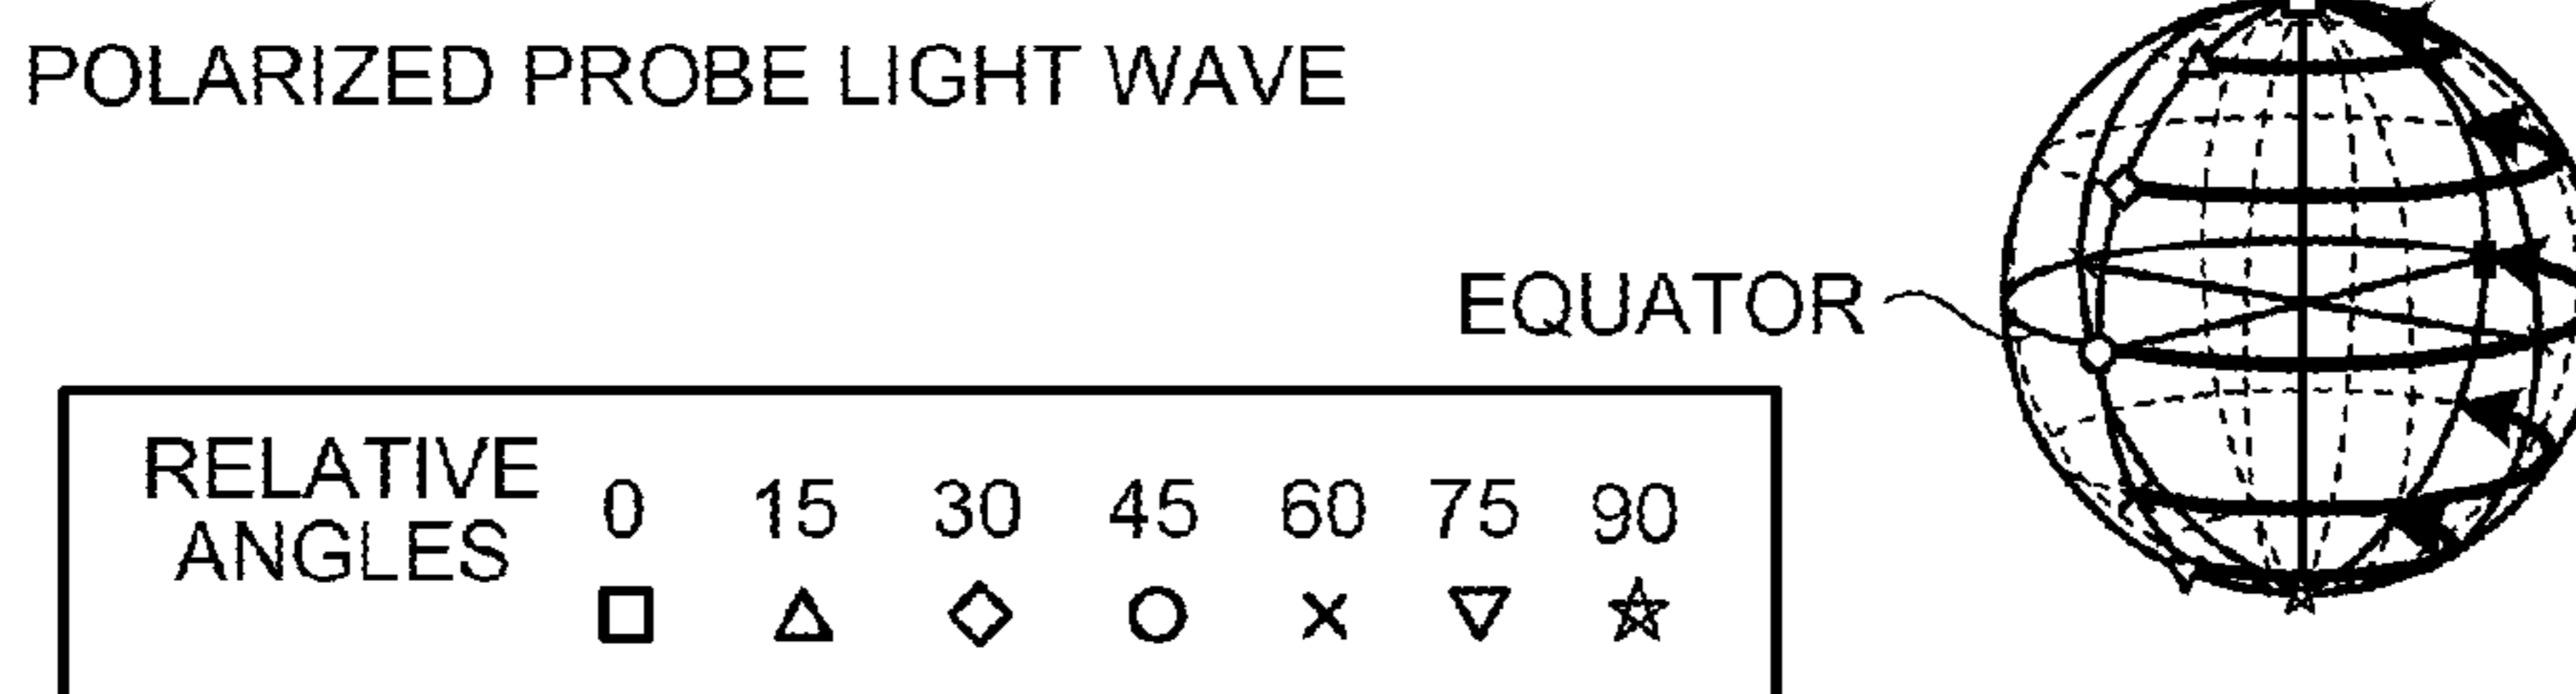 POLARIZED PROBE LIGHT WAVE
EQUATOR
RELATIVE ANGLES 0 15 30 45 60 75 90